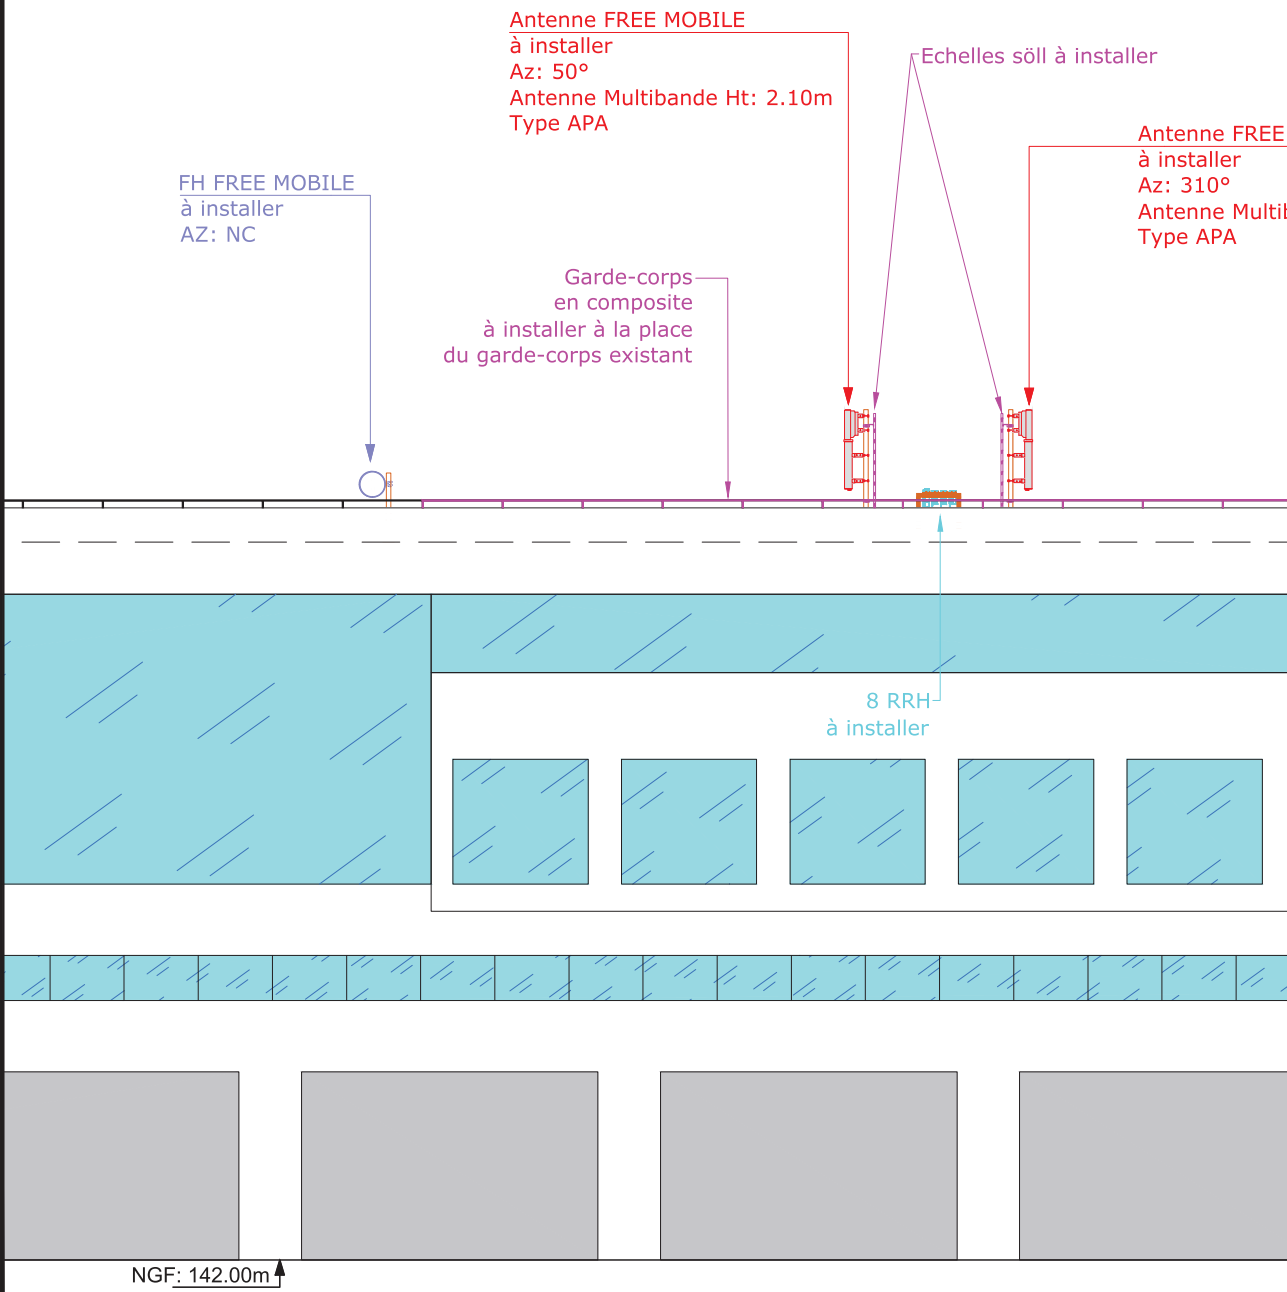 Antenne FREE MOBILE
à installer
Az: 50°
Antenne Multibande Ht: 2.10m
Type APA
Echelles söll à installer
Antenne FREE
à installer
Az: 310°
Antenne Multib
Type APA
FH FREE MOBILE
à installer
AZ: NC
Garde-corps
en composite
à installer à la place
du garde-corps existant
8 RRH
à installer
NGF: 142.00m